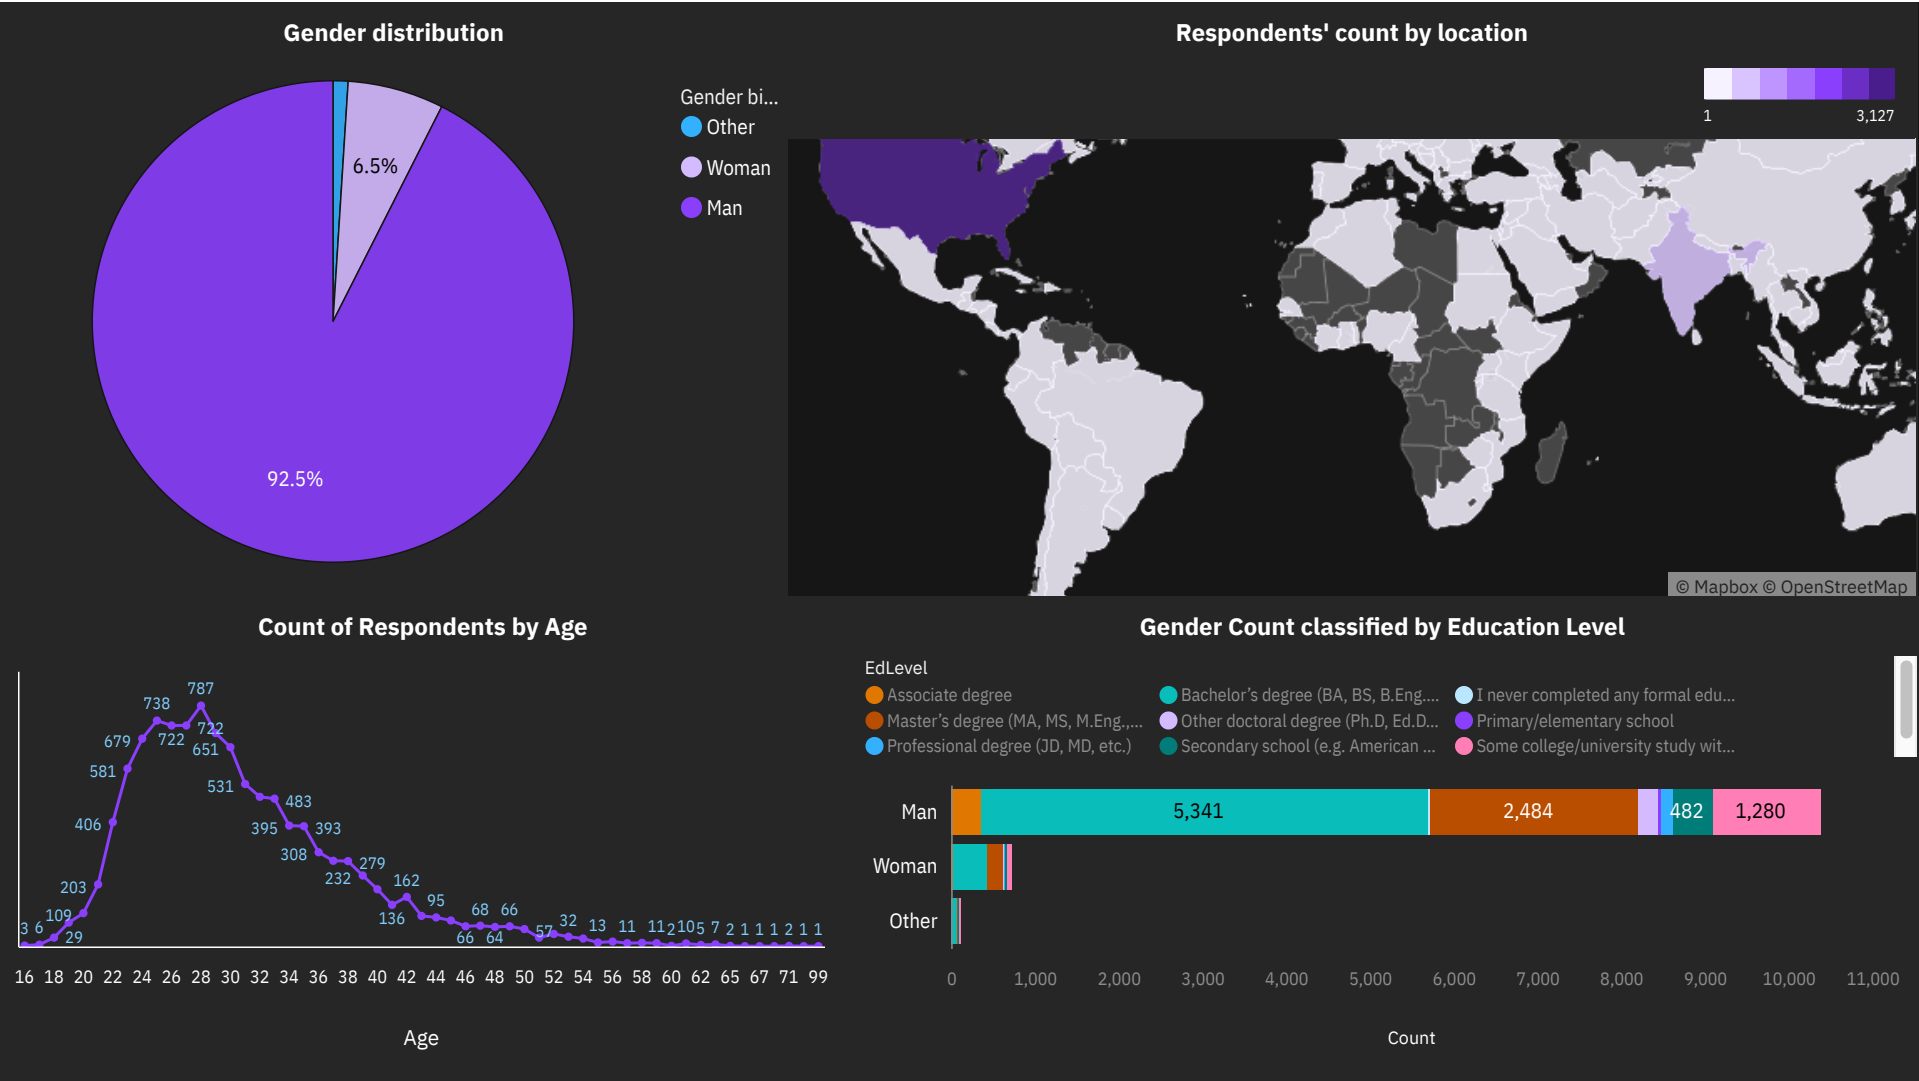 Gender distribution
Gender bi...
Other
Woman
Man
6.5%
92.5%
Respondents' count by location
1 3,127
© Mapbox © OpenStreetMap
Count of Respondents by Age
787
738
722
679 722
651
581
531
483
406 395 393
308
279
232
203 162
136
109 95
68 66
3 6 29 66 64 57 32 13 11 11 2 10 5 7 2 1 1 1 2 1 1
16 18 20 22 24 26 28 30 32 34 36 38 40 42 44 46 48 50 52 54 56 58 60 62 65 67 71 99
Age
Gender Count classified by Education Level
EdLevel
Associate degree Bachelor’s degree (BA, BS, B.Eng.... I never completed any formal edu...
Master’s degree (MA, MS, M.Eng.,... Other doctoral degree (Ph.D, Ed.D... Primary/elementary school
Professional degree (JD, MD, etc.) Secondary school (e.g. American ... Some college/university study wit...
Man 5,341 2,484 482 1,280
Woman
Other
0 1,000 2,000 3,000 4,000 5,000 6,000 7,000 8,000 9,000 10,000 11,000
Count